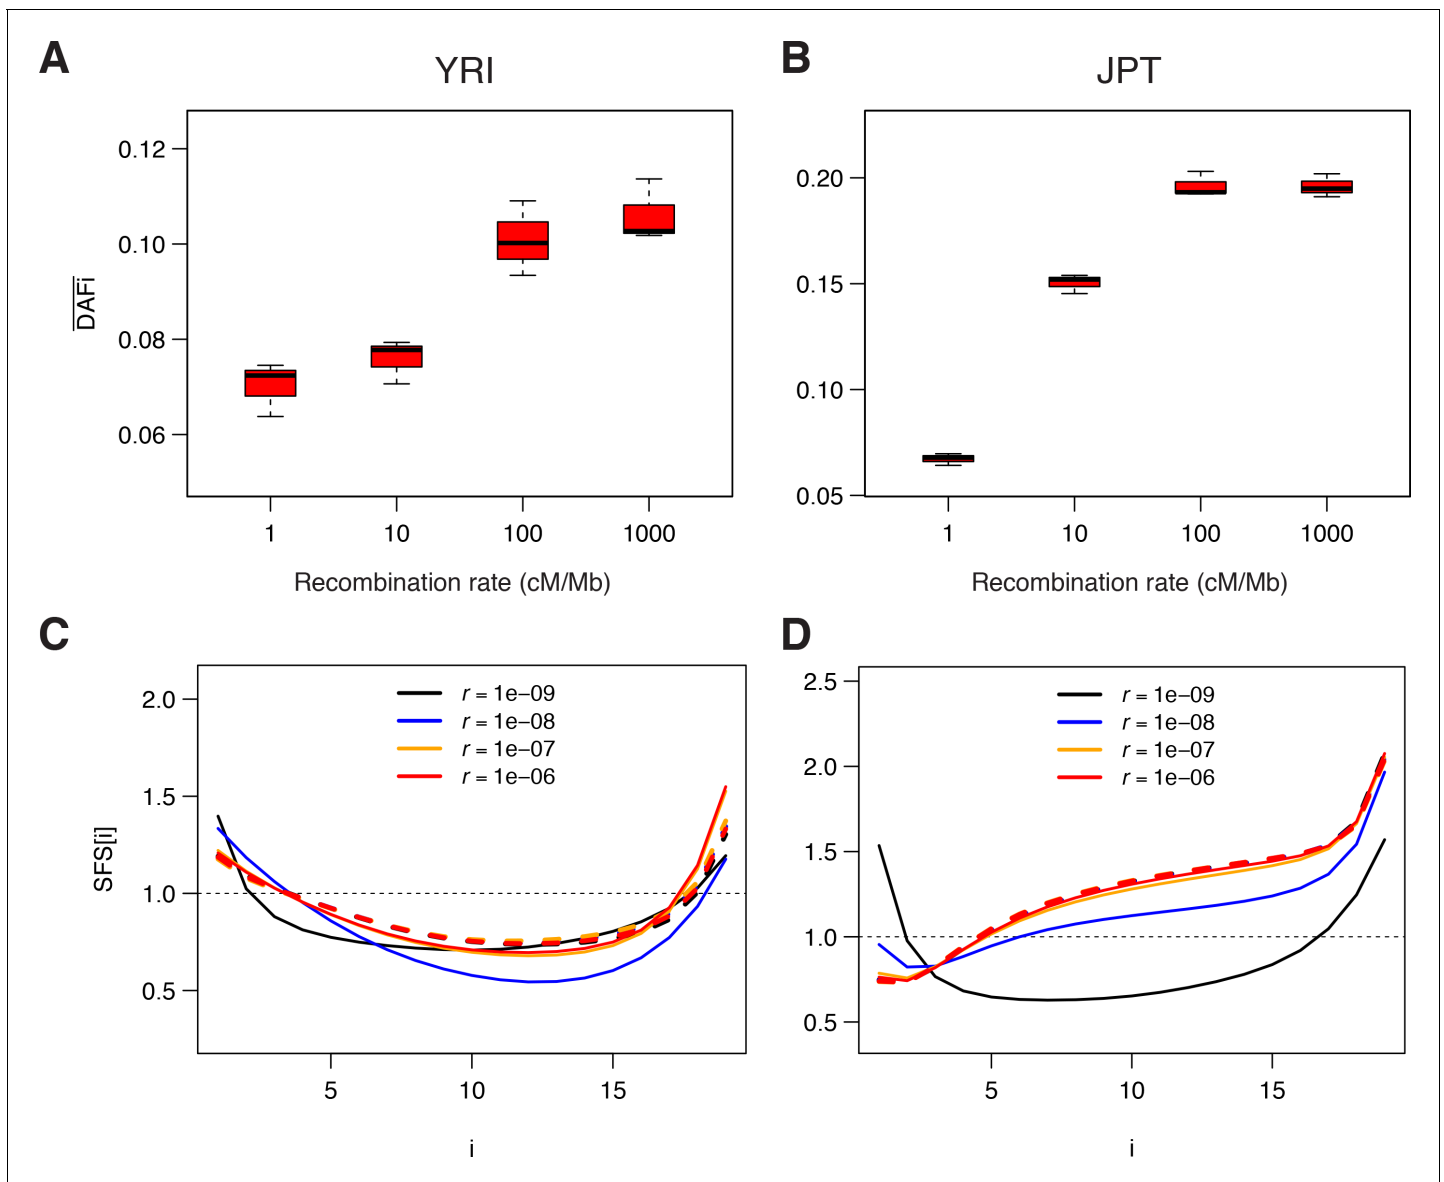 A
YRI
0.12
0.10
0.08
0.06
DAFi
1
10
100
1000
Recombination rate (cM/Mb)
B
JPT
0.20
0.15
0.10
0.05
1
10
100
1000
Recombination rate (cM/Mb)
C
2.0
1.5
1.0
0.5
SFS[i]
r = 1e−09
r = 1e−08
r = 1e−07
r = 1e−06
5
10
15
i
D
2.5
2.0
1.5
1.0
0.5
r = 1e−09
r = 1e−08
r = 1e−07
r = 1e−06
5
10
15
i